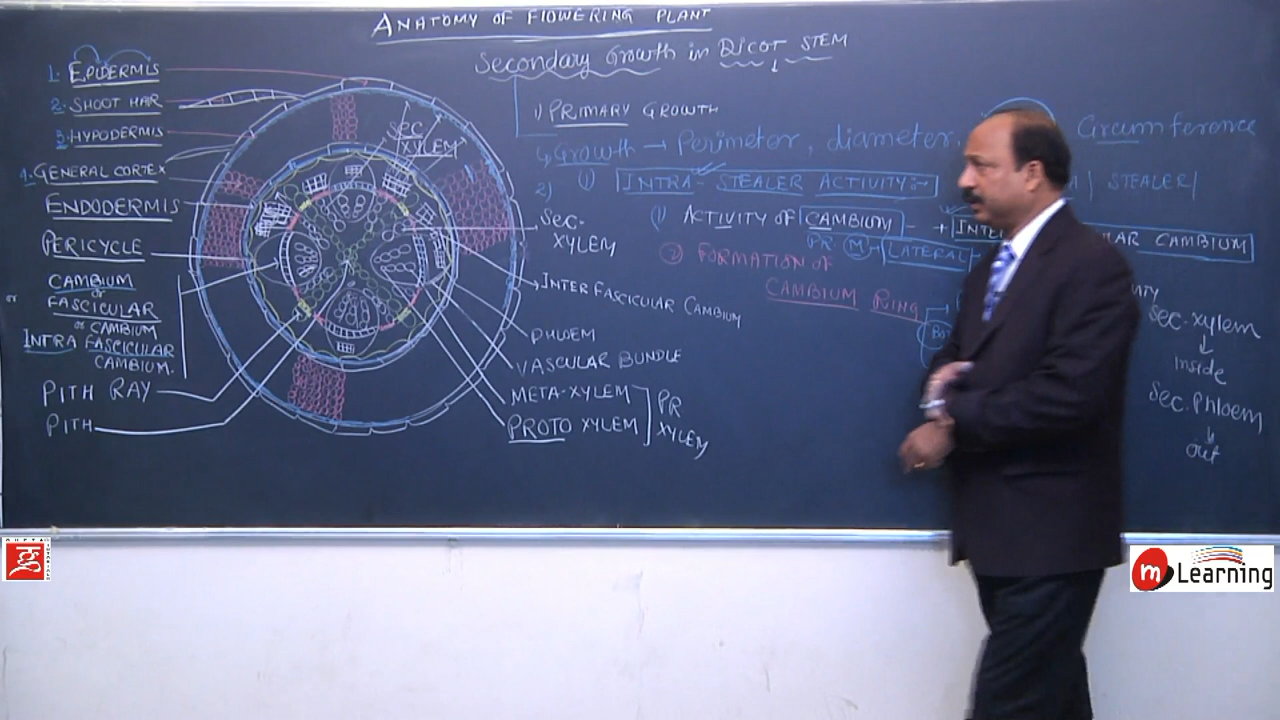 ANATOMY OF FLOWERING PLANT
Secondary Growth in DICOT STEM
1. EPIDERMIS
2. SHOOT HAIR
3. HYPODERMIS
4. GENERAL CORTEX
ENDODERMIS
PERICYCLE
CAMBIUM
or
FASCICULAR
or CAMBIUM
or
INTRA FASCICULAR
CAMBIUM.
PITH RAY
PITH
SEC
XYLEM
SEC.
XYLEM
INTERFASCICULAR CAMBIUM
PHLOEM
VASCULAR BUNDLE
META-XYLEM
PROTO XYLEM
PR
XYLEM
1) PRIMARY GROWTH
Growth → Perimeter, diameter, Circumference
2) 1) INTRA-STEALER ACTIVITY:- | STEALER |
(1) ACTIVITY OF CAMBIUM - + CAMBIUM
PR M → LATERAL
② FORMATION OF
CAMBIUM RING
Sec. xylem
↓
Inside
Sec. Phloem
↓
out
m Learning